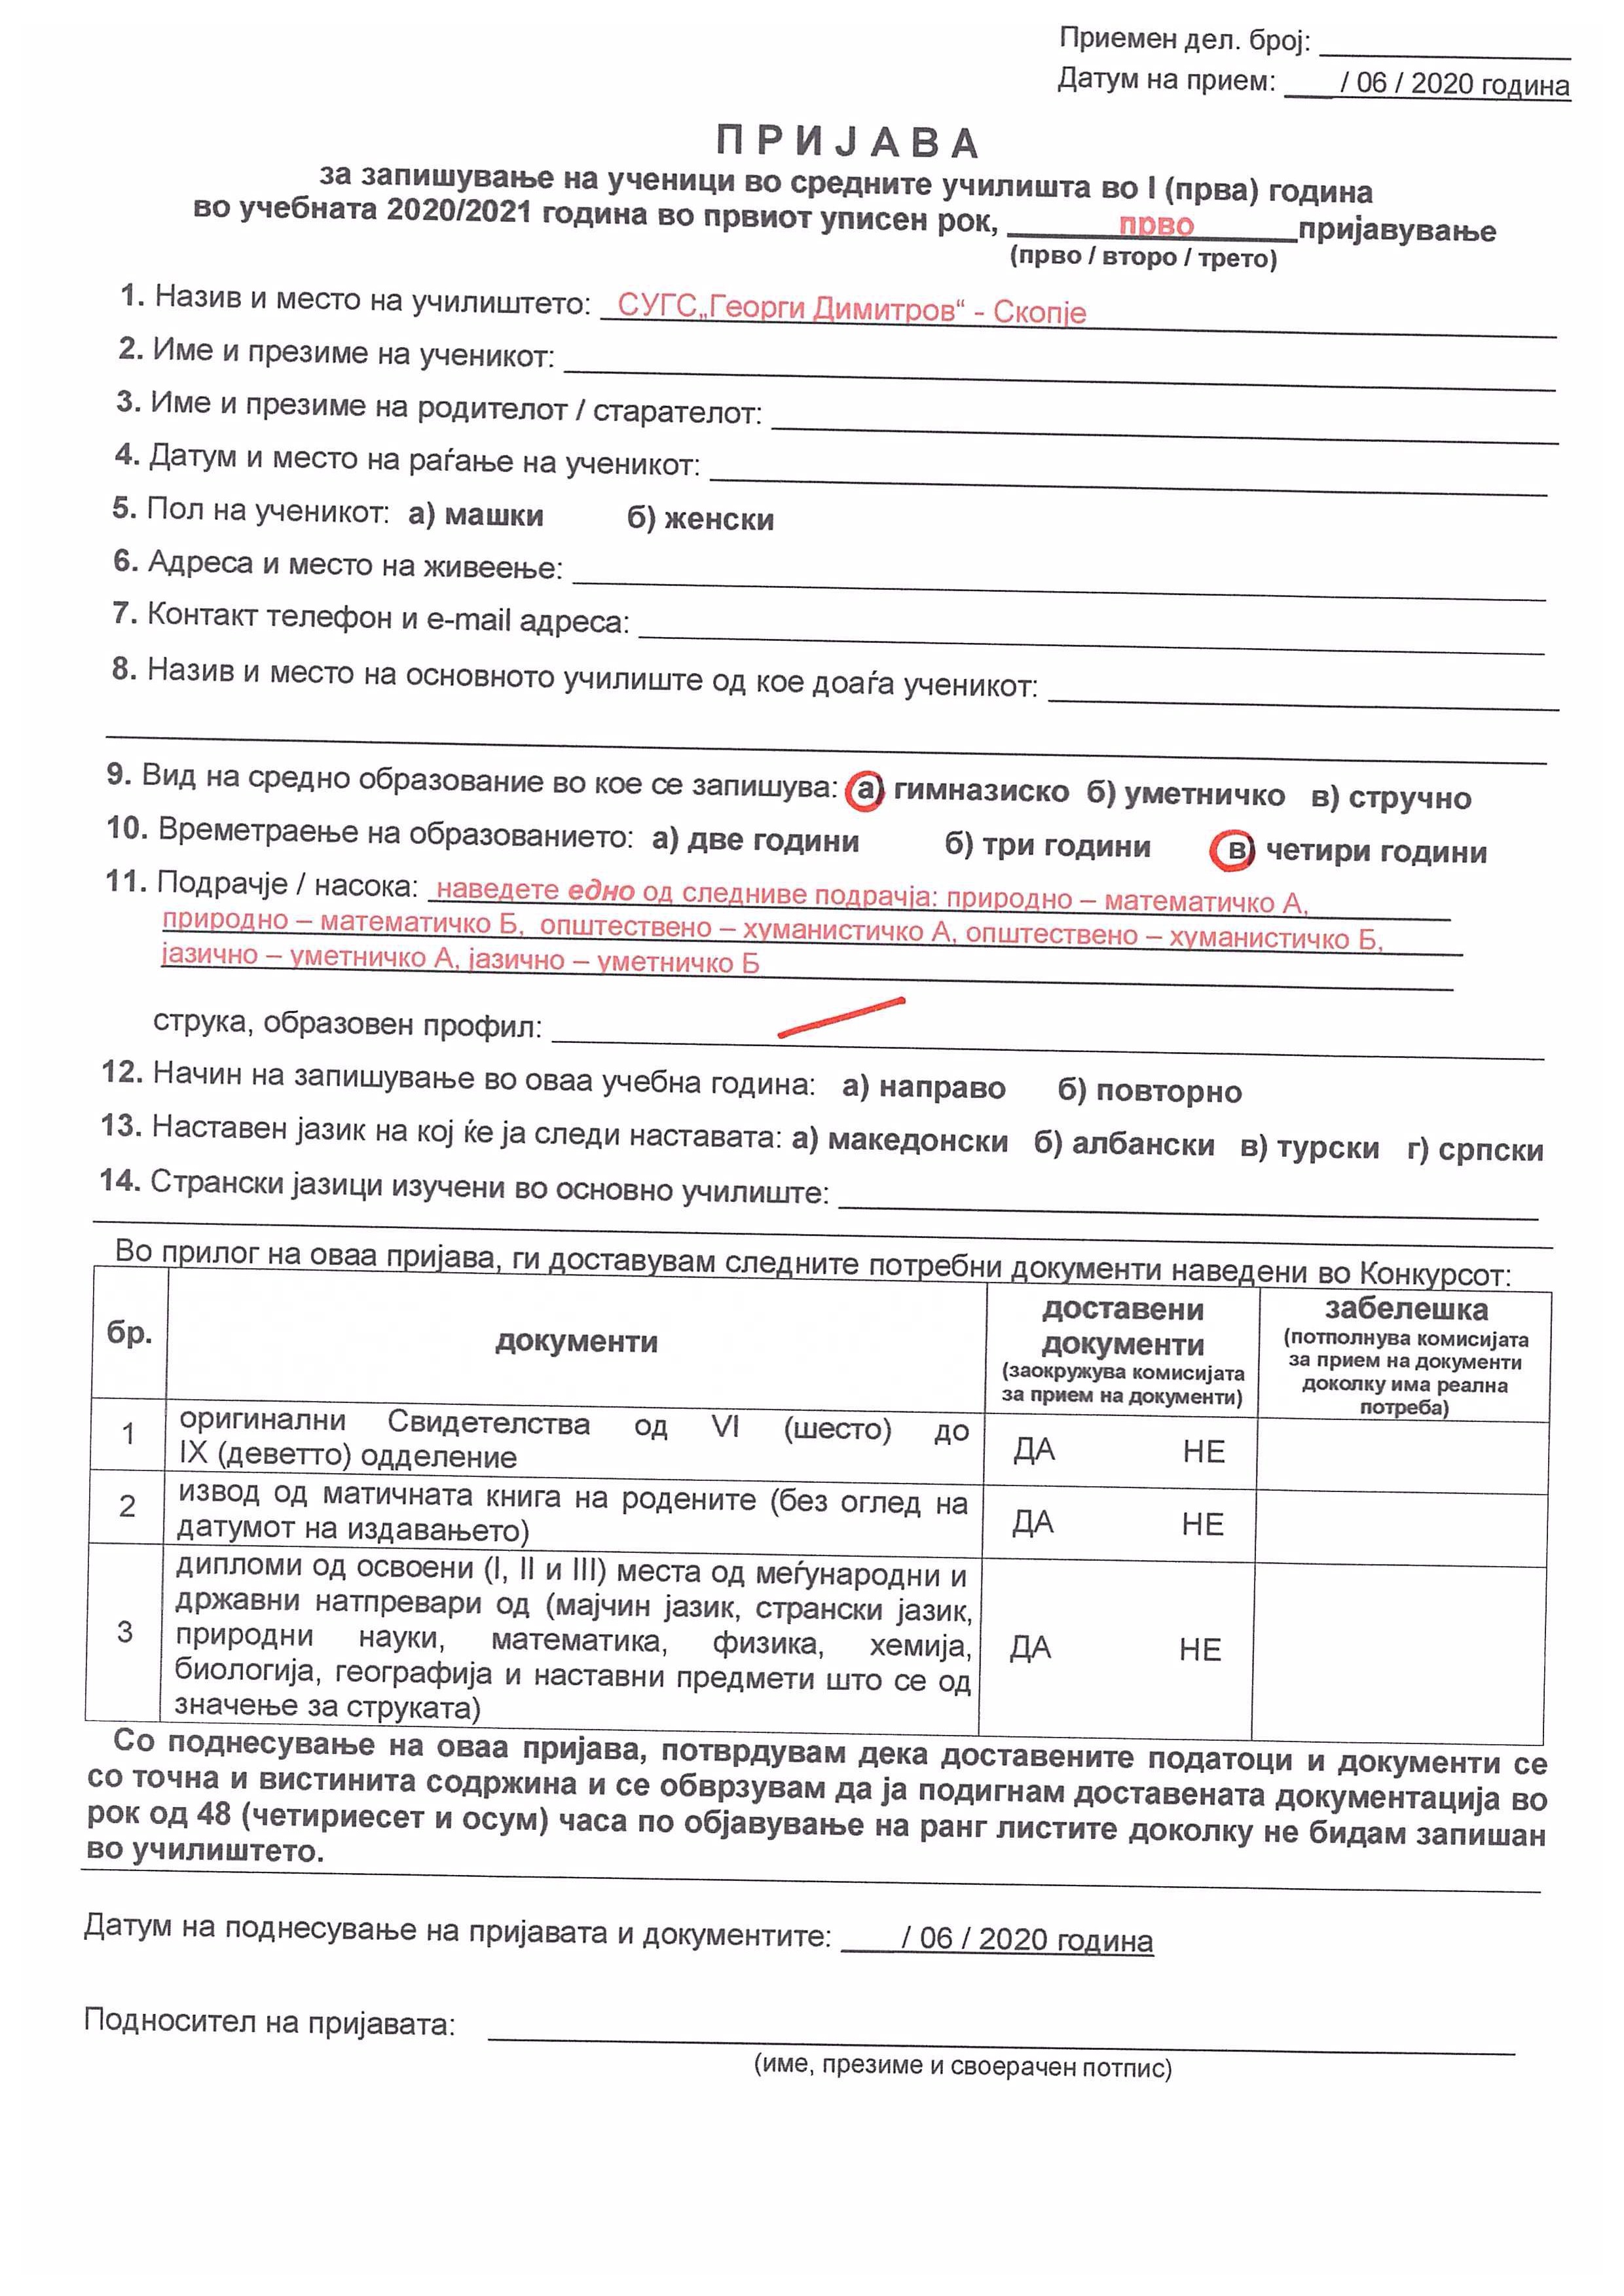 Приемен дел. број: _______________
Датум на прием: ___ / 06 / 2020 година
П Р И Ј А В А
за запишување на ученици во средните училишта во I (прва) година
во учебната 2020/2021 година во првиот уписен рок, ______прво______пријавување
(прво / второ / трето)
1. Назив и место на училиштето: СУГС„Георги Димитров“ - Скопје
2. Име и презиме на ученикот: _______________
3. Име и презиме на родителот / старателот: _______________
4. Датум и место на раѓање на ученикот: _______________
5. Пол на ученикот: а) машки б) женски
6. Адреса и место на живеење: _______________
7. Контакт телефон и e-mail адреса: _______________
8. Назив и место на основното училиште од кое доаѓа ученикот: _______________
9. Вид на средно образование во кое се запишува: а) гимназиско б) уметничко в) стручно
10. Времетраење на образованието: а) две години б) три години в) четири години
11. Подрачје / насока: наведете едно од следниве подрачја: природно – математичко А,
природно – математичко Б, општествено – хуманистичко А, општествено – хуманистичко Б,
јазично – уметничко А, јазично – уметничко Б
струка, образовен профил: _______________
12. Начин на запишување во оваа учебна година: а) направо б) повторно
13. Наставен јазик на кој ќе ја следи наставата: а) македонски б) албански в) турски г) српски
14. Странски јазици изучени во основно училиште: _______________
Во прилог на оваа пријава, ги доставувам следните потребни документи наведени во Конкурсот:
бр. документи доставени документи (заокружува комисијата за прием на документи) забелешка (потполнува комисијата за прием на документи доколку има реална потреба)
1 оригинални Свидетелства од VI (шесто) до
IX (деветто) одделение ДА НЕ
2 извод од матичната книга на родените (без оглед на
датумот на издавањето) ДА НЕ
3 дипломи од освоени (I, II и III) места од меѓународни и
државни натпревари од (мајчин јазик, странски јазик,
природни науки, математика, физика, хемија,
биологија, географија и наставни предмети што се од
значење за струката) ДА НЕ
Со поднесување на оваа пријава, потврдувам дека доставените податоци и документи се
со точна и вистинита содржина и се обврзувам да ја подигнам доставената документација во
рок од 48 (четириесет и осум) часа по објавување на ранг листите доколку не бидам запишан
во училиштето.
Датум на поднесување на пријавата и документите: ____ / 06 / 2020 година
Подносител на пријавата: _______________
(име, презиме и своерачен потпис)